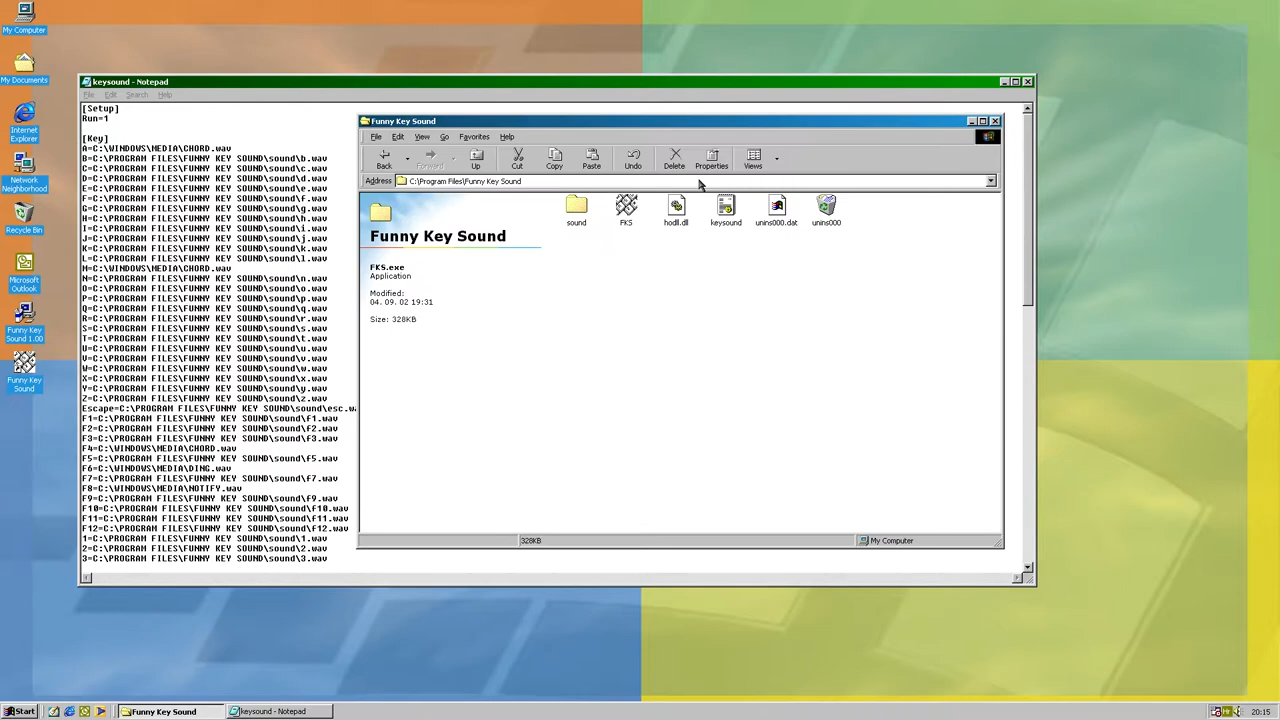 My Computer
My Documents
Internet
Explorer
Network
Neighborhood
Recycle Bin
Microsoft
Outlook
Funny Key
Sound 1.00
Funny Key
Sound
keysound - Notepad
File Edit Search Help
[Setup]
Run=1
[Key]
A=C:\WINDOWS\MEDIA\CHORD.wav
B=C:\PROGRAM FILES\FUNNY KEY SOUND\sound\b.wav
C=C:\PROGRAM FILES\FUNNY KEY SOUND\sound\c.wav
D=C:\PROGRAM FILES\FUNNY KEY SOUND\sound\d.wav
E=C:\PROGRAM FILES\FUNNY KEY SOUND\sound\e.wav
F=C:\PROGRAM FILES\FUNNY KEY SOUND\sound\f.wav
G=C:\PROGRAM FILES\FUNNY KEY SOUND\sound\g.wav
H=C:\PROGRAM FILES\FUNNY KEY SOUND\sound\h.wav
I=C:\PROGRAM FILES\FUNNY KEY SOUND\sound\i.wav
J=C:\PROGRAM FILES\FUNNY KEY SOUND\sound\j.wav
K=C:\PROGRAM FILES\FUNNY KEY SOUND\sound\k.wav
L=C:\PROGRAM FILES\FUNNY KEY SOUND\sound\l.wav
M=C:\WINDOWS\MEDIA\CHORD.wav
N=C:\PROGRAM FILES\FUNNY KEY SOUND\sound\n.wav
O=C:\PROGRAM FILES\FUNNY KEY SOUND\sound\o.wav
P=C:\PROGRAM FILES\FUNNY KEY SOUND\sound\p.wav
Q=C:\PROGRAM FILES\FUNNY KEY SOUND\sound\q.wav
R=C:\PROGRAM FILES\FUNNY KEY SOUND\sound\r.wav
S=C:\PROGRAM FILES\FUNNY KEY SOUND\sound\s.wav
T=C:\PROGRAM FILES\FUNNY KEY SOUND\sound\t.wav
U=C:\PROGRAM FILES\FUNNY KEY SOUND\sound\u.wav
V=C:\PROGRAM FILES\FUNNY KEY SOUND\sound\v.wav
W=C:\PROGRAM FILES\FUNNY KEY SOUND\sound\w.wav
X=C:\PROGRAM FILES\FUNNY KEY SOUND\sound\x.wav
Y=C:\PROGRAM FILES\FUNNY KEY SOUND\sound\y.wav
Z=C:\PROGRAM FILES\FUNNY KEY SOUND\sound\z.wav
Escape=C:\PROGRAM FILES\FUNNY KEY SOUND\sound\esc.w
F1=C:\PROGRAM FILES\FUNNY KEY SOUND\sound\f1.wav
F2=C:\PROGRAM FILES\FUNNY KEY SOUND\sound\f2.wav
F3=C:\PROGRAM FILES\FUNNY KEY SOUND\sound\f3.wav
F4=C:\WINDOWS\MEDIA\CHORD.wav
F5=C:\PROGRAM FILES\FUNNY KEY SOUND\sound\f5.wav
F6=C:\WINDOWS\MEDIA\DING.wav
F7=C:\PROGRAM FILES\FUNNY KEY SOUND\sound\f7.wav
F8=C:\WINDOWS\MEDIA\NOTIFY.wav
F9=C:\PROGRAM FILES\FUNNY KEY SOUND\sound\f9.wav
F10=C:\PROGRAM FILES\FUNNY KEY SOUND\sound\f10.wav
F11=C:\PROGRAM FILES\FUNNY KEY SOUND\sound\f11.wav
F12=C:\PROGRAM FILES\FUNNY KEY SOUND\sound\f12.wav
1=C:\PROGRAM FILES\FUNNY KEY SOUND\sound\1.wav
2=C:\PROGRAM FILES\FUNNY KEY SOUND\sound\2.wav
3=C:\PROGRAM FILES\FUNNY KEY SOUND\sound\3.wav
Funny Key Sound
File Edit View Go Favorites Help
Back Forward Up Cut Copy Paste Undo Delete Properties Views
Address C:\Program Files\Funny Key Sound
sound FKS hodll.dll keysound unins000.dat unins000
Funny Key Sound
FKS.exe
Application
Modified:
04. 09. 02 19:31
Size: 328KB
328KB My Computer
Start Funny Key Sound keysound - Notepad Hr 20:15